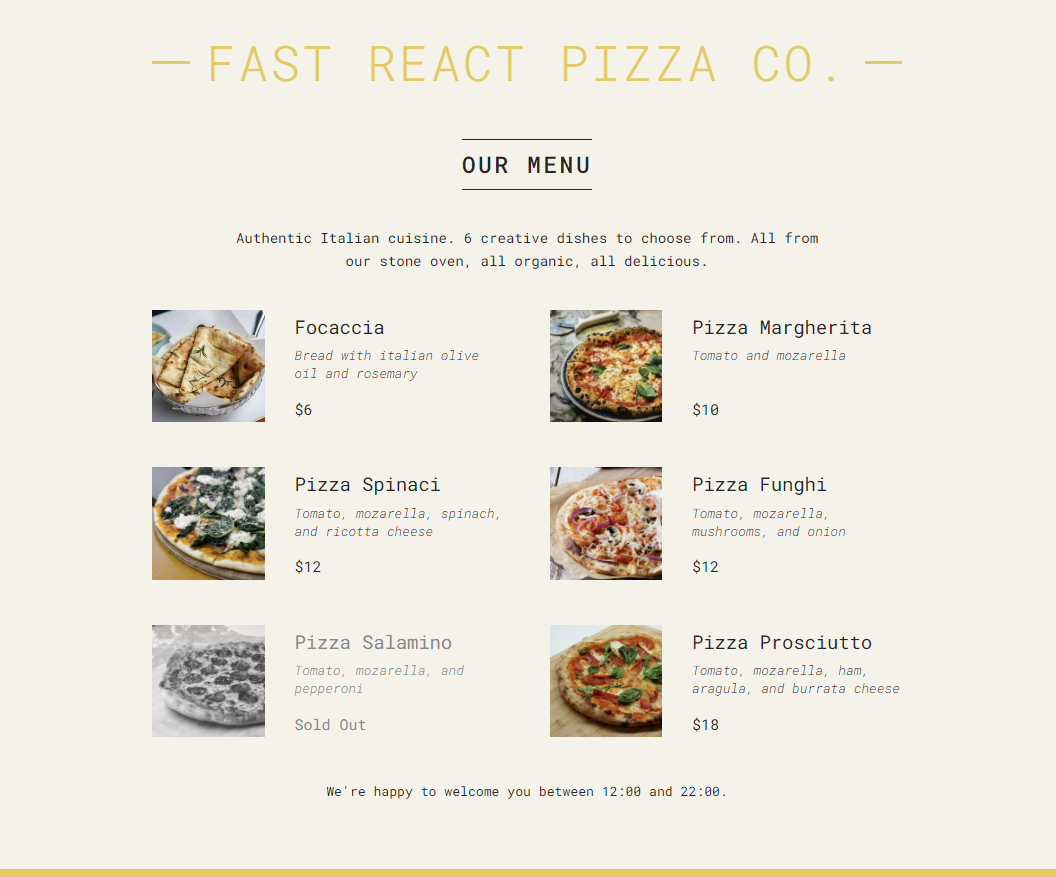 — FAST REACT PIZZA CO. —
OUR MENU
Authentic Italian cuisine. 6 creative dishes to choose from. All from
our stone oven, all organic, all delicious.
Focaccia
Bread with italian olive
oil and rosemary
$6
Pizza Margherita
Tomato and mozarella
$10
Pizza Spinaci
Tomato, mozarella, spinach,
and ricotta cheese
$12
Pizza Funghi
Tomato, mozarella,
mushrooms, and onion
$12
Pizza Salamino
Tomato, mozarella, and
pepperoni
Sold Out
Pizza Prosciutto
Tomato, mozarella, ham,
aragula, and burrata cheese
$18
We're happy to welcome you between 12:00 and 22:00.